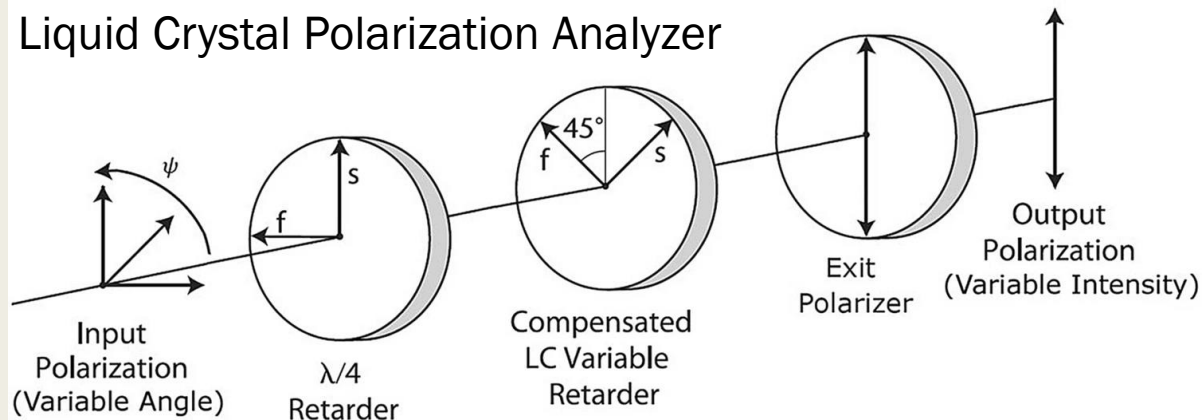 Liquid Crystal Polarization Analyzer
ψ
f
s
45°
f
s
Input
Polarization
(Variable Angle)
λ/4
Retarder
Compensated
LC Variable
Retarder
Exit
Polarizer
Output
Polarization
(Variable Intensity)